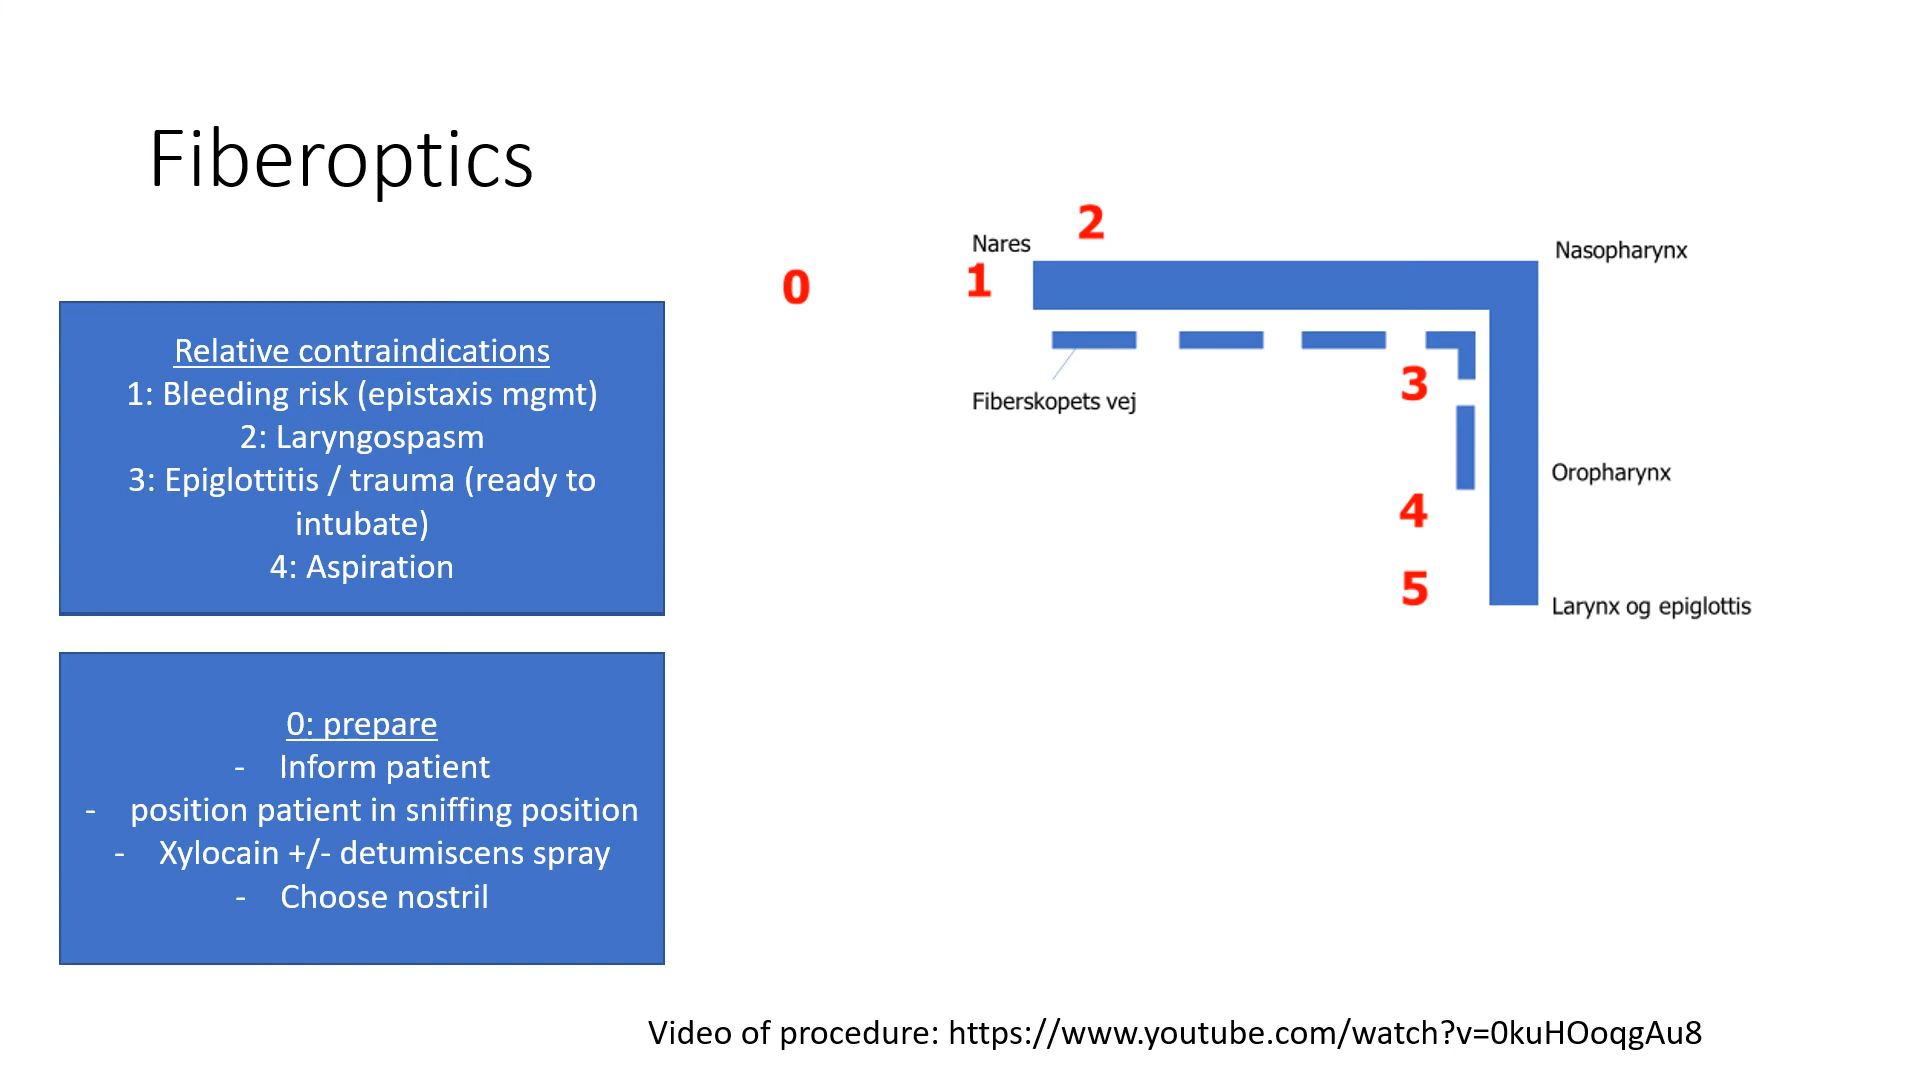 Fiberoptics
Relative contraindications
1: Bleeding risk (epistaxis mgmt)
2: Laryngospasm
3: Epiglottitis / trauma (ready to
intubate)
4: Aspiration
0: prepare
- Inform patient
- position patient in sniffing position
- Xylocain +/- detumiscens spray
- Choose nostril
0
1
2
Nares
Nasopharynx
Fiberskopets vej
3
Oropharynx
4
5
Larynx og epiglottis
Video of procedure: https://www.youtube.com/watch?v=0kuHOoqgAu8